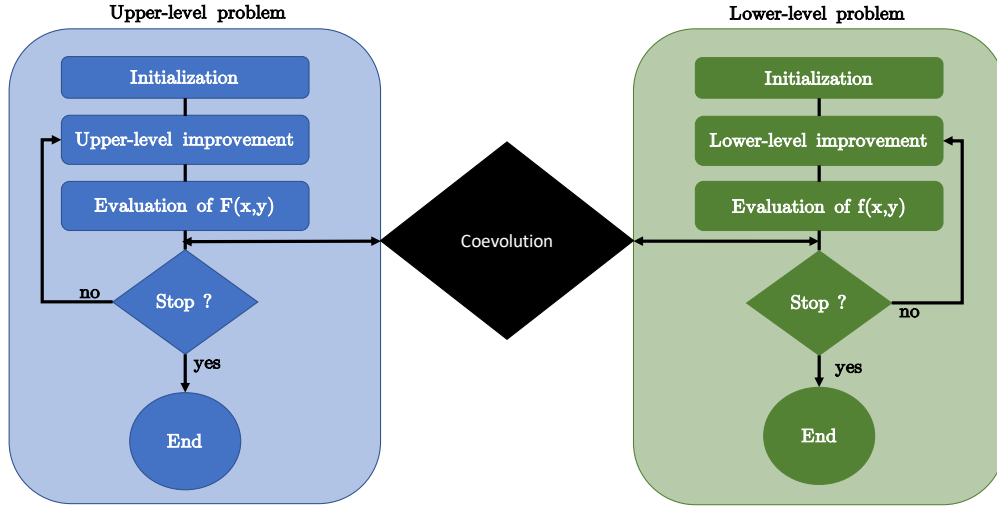 Upper-level problem
Initialization
Upper-level improvement
Evaluation of F(x,y)
Stop ?
no
yes
End
Coevolution
Lower-level problem
Initialization
Lower-level improvement
Evaluation of f(x,y)
Stop ?
no
yes
End